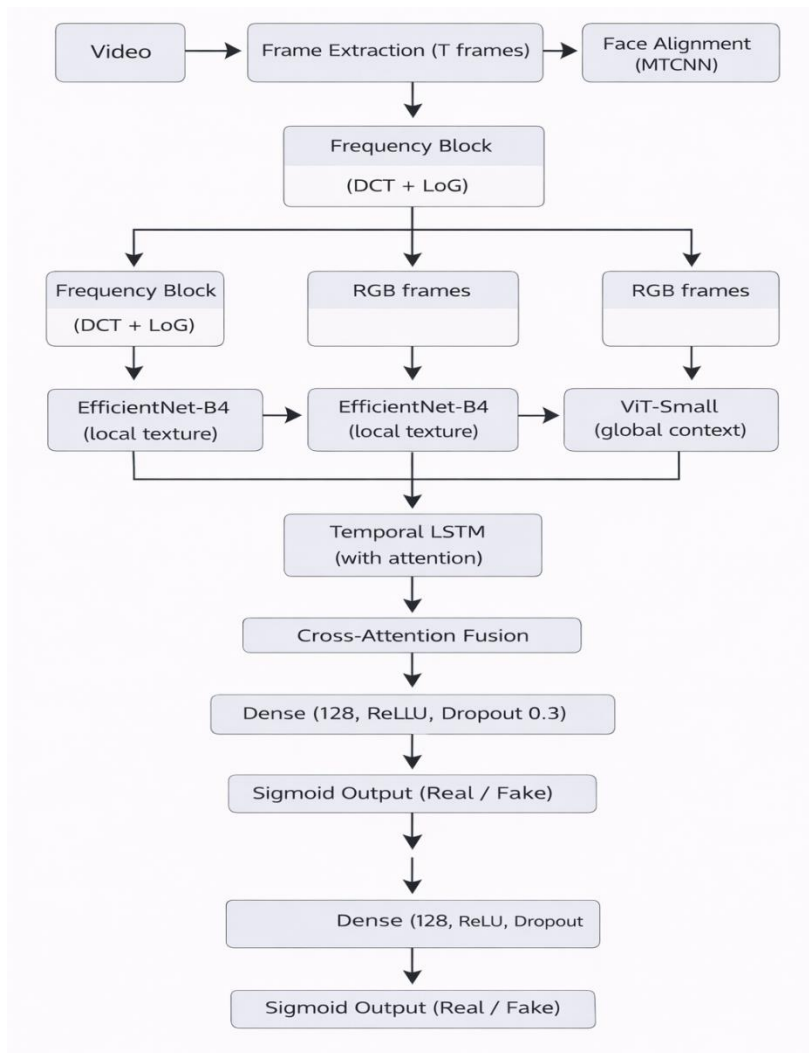 Video
Frame Extraction (T frames)
Face Alignment
(MTCNN)
Frequency Block
(DCT + LoG)
Frequency Block
(DCT + LoG)
RGB frames
RGB frames
EfficientNet-B4
(local texture)
EfficientNet-B4
(local texture)
ViT-Small
(global context)
Temporal LSTM
(with attention)
Cross-Attention Fusion
Dense (128, ReLLU, Dropout 0.3)
Sigmoid Output (Real / Fake)
Dense (128, ReLU, Dropout
Sigmoid Output (Real / Fake)